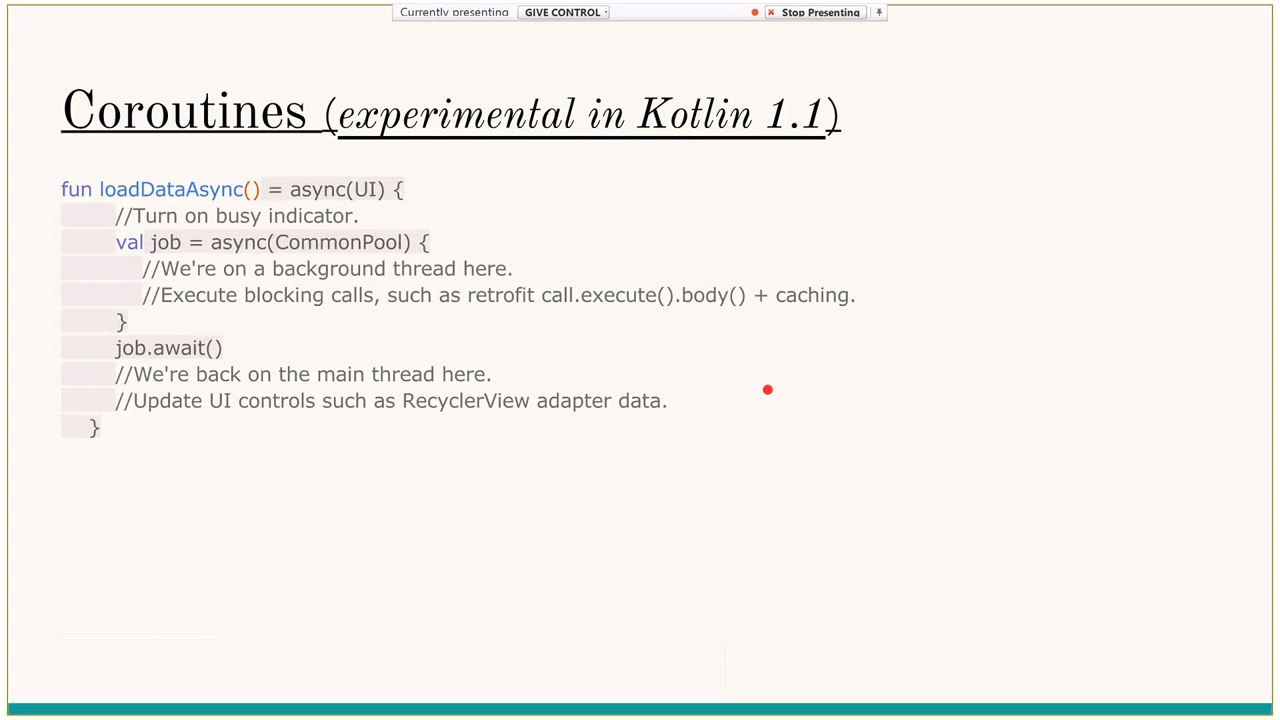 Currently presenting GIVE CONTROL Stop Presenting
Coroutines (experimental in Kotlin 1.1)
fun loadDataAsync() = async(UI) {
//Turn on busy indicator.
val job = async(CommonPool) {
//We're on a background thread here.
//Execute blocking calls, such as retrofit call.execute().body() + caching.
}
job.await()
//We're back on the main thread here.
//Update UI controls such as RecyclerView adapter data.
}